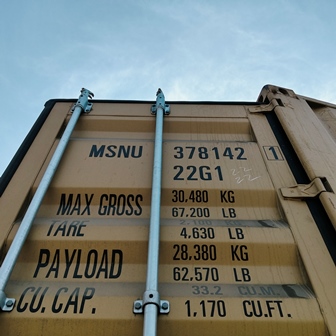 MSNU 378142 1
22G1
MAX GROSS 30.480 KG
67.200 LB
TARE 2.100 KG
4.630 LB
PAYLOAD 28,380 KG
62.570 LB
CU. CAP. 33.2 CU.M.
1,170 CU.FT.